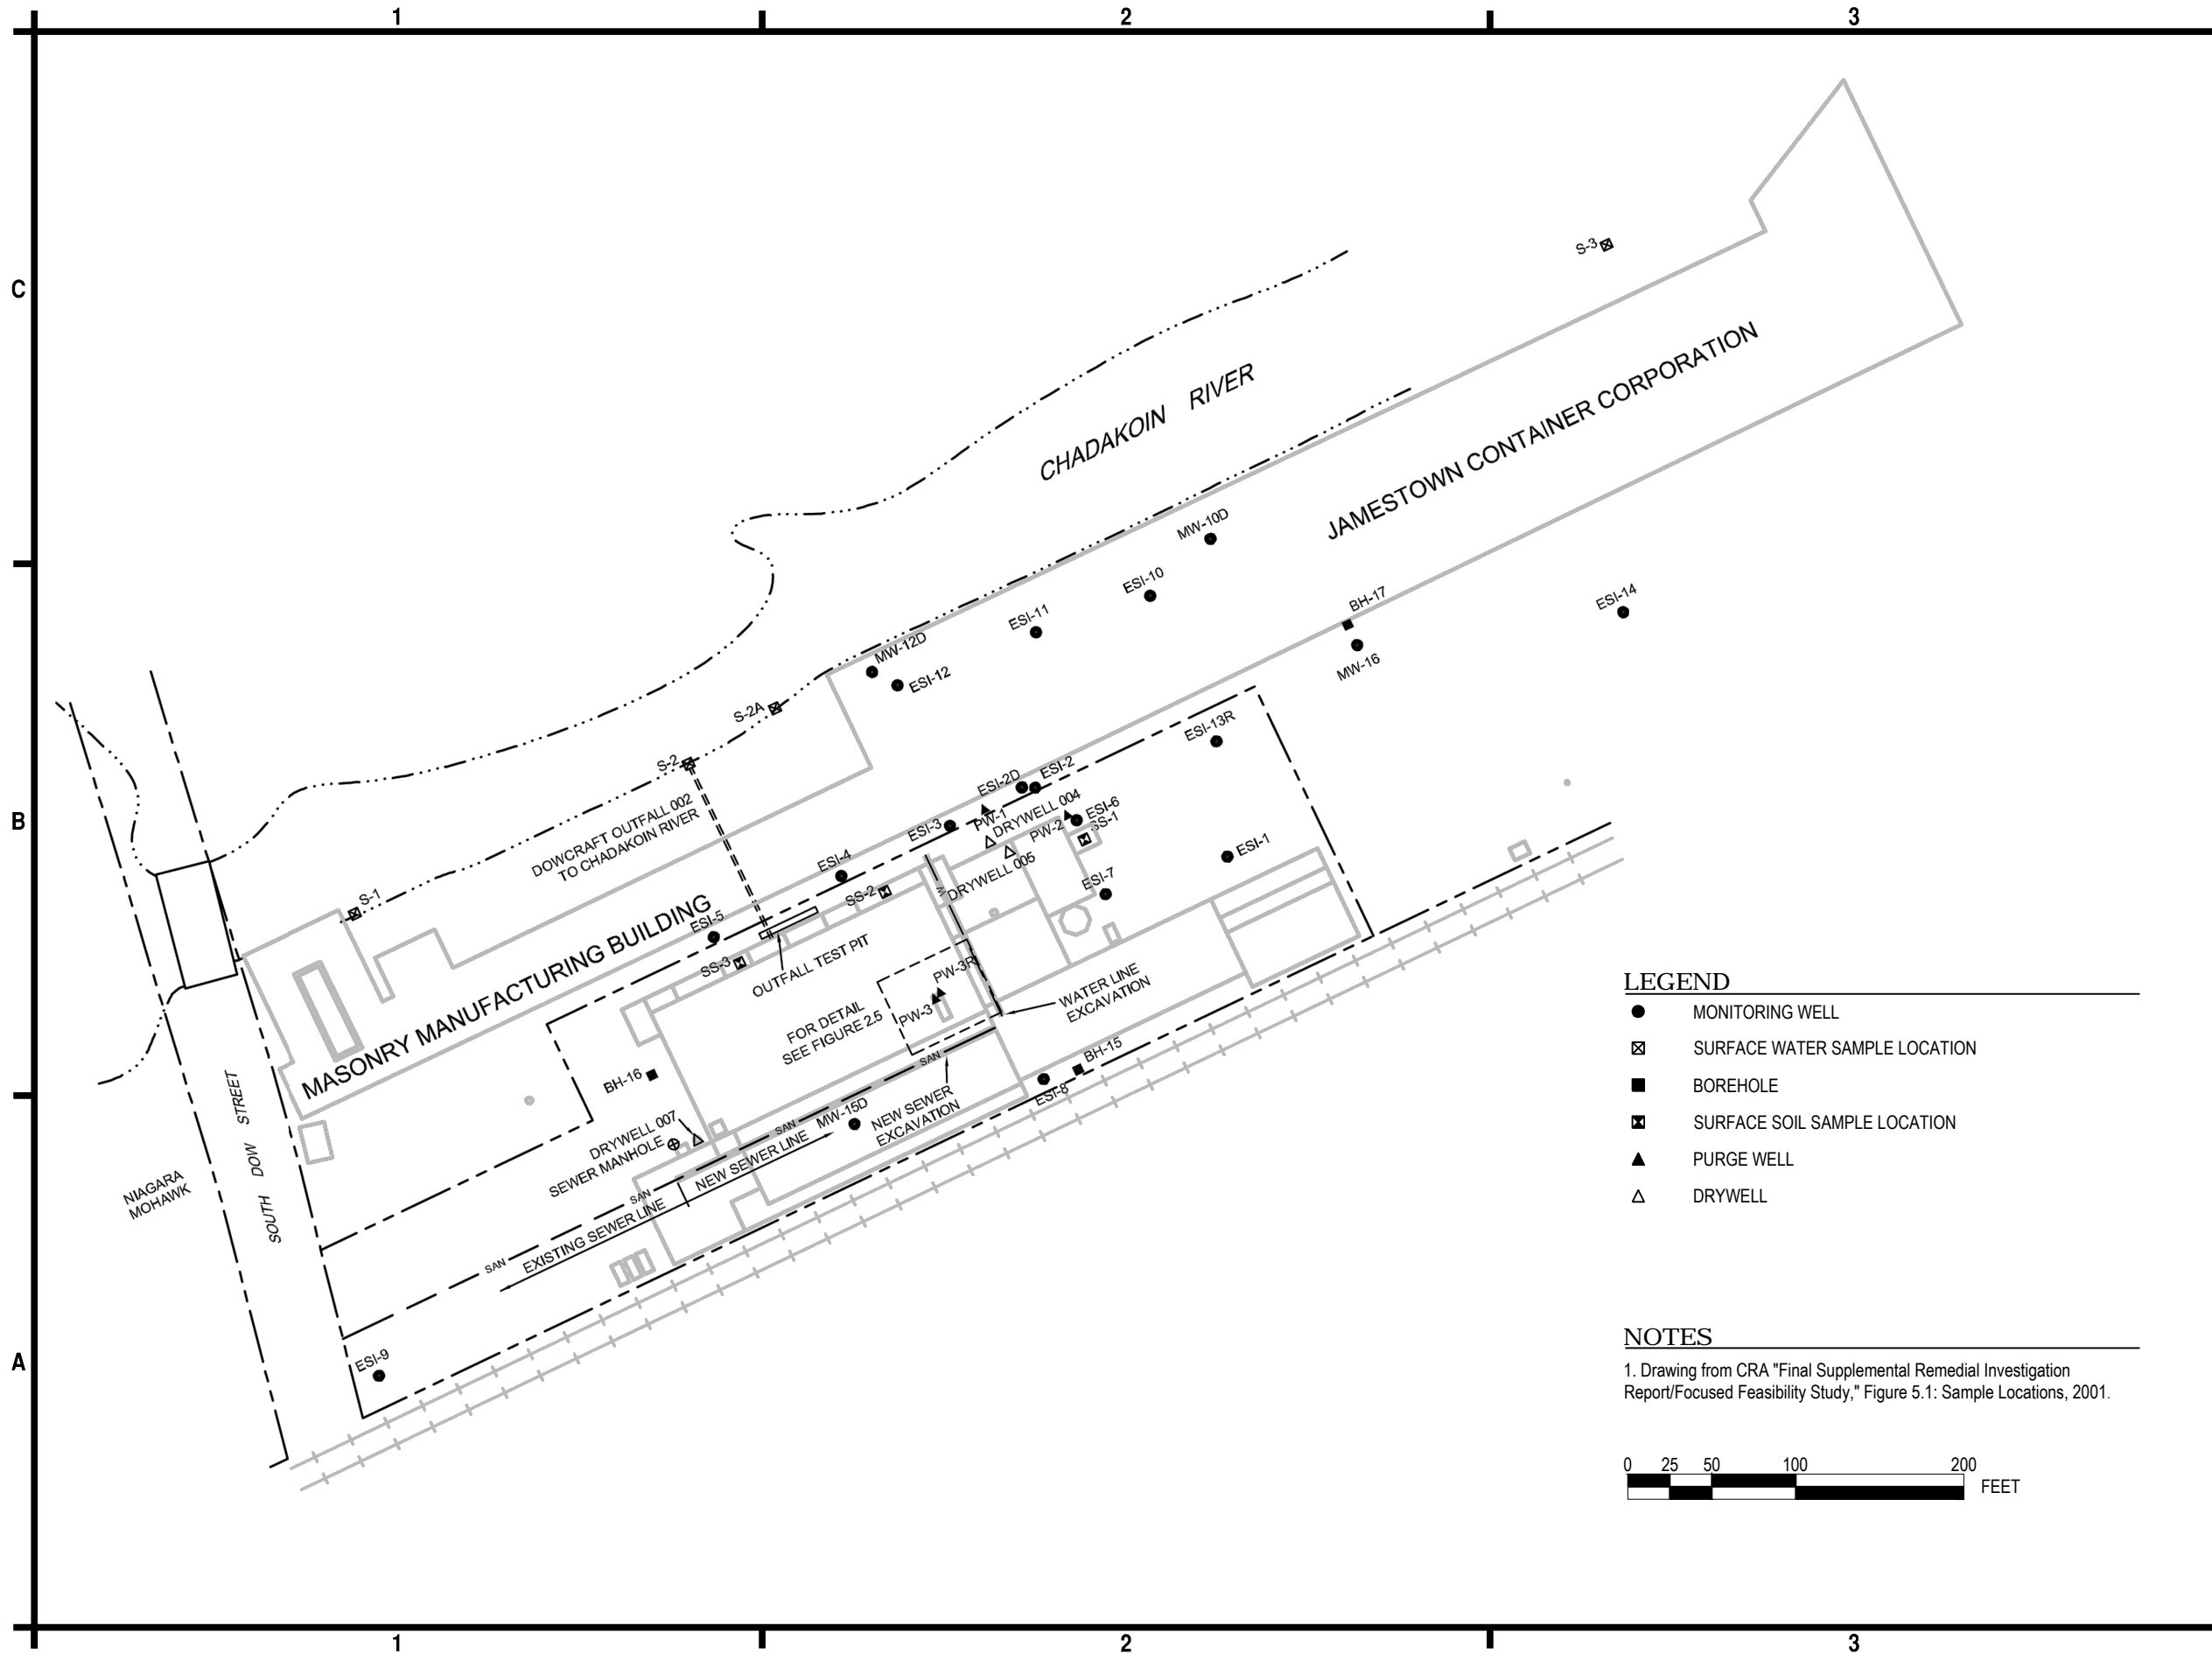 1
2
3
C
S-3
CHADAKOIN RIVER
JAMESTOWN CONTAINER CORPORATION
MW-10D
ESI-10
ESI-11
BH-17
ESI-14
MW-12D
ESI-12
MW-16
S-2A
ESI-13R
S-2
ESI-2D
ESI-2
B
DOWCRAFT OUTFALL 002
TO CHADAKOIN RIVER
ESI-3
PW-1
DRYWELL 004
PW-2
ESI-6
SS-1
ESI-4
DRYWELL 005
ESI-1
S-1
SS-2
W
ESI-7
MASONRY MANUFACTURING BUILDING
ESI-5
SS-3
OUTFALL TEST PIT
PW-3R
PW-3
WATER LINE
EXCAVATION
FOR DETAIL
SEE FIGURE 2.5
SAN
BH-15
BH-16
ESI-8
STREET
DOW
SOUTH
NIAGARA
MOHAWK
DRYWELL 007
SEWER MANHOLE
SAN
MW-15D
NEW SEWER
EXCAVATION
NEW SEWER LINE
SAN
EXISTING SEWER LINE
SAN
A
ESI-9
LEGEND
MONITORING WELL
SURFACE WATER SAMPLE LOCATION
BOREHOLE
SURFACE SOIL SAMPLE LOCATION
PURGE WELL
DRYWELL
NOTES
1. Drawing from CRA "Final Supplemental Remedial Investigation
Report/Focused Feasibility Study," Figure 5.1: Sample Locations, 2001.
0 25 50 100 200
FEET
1
2
3